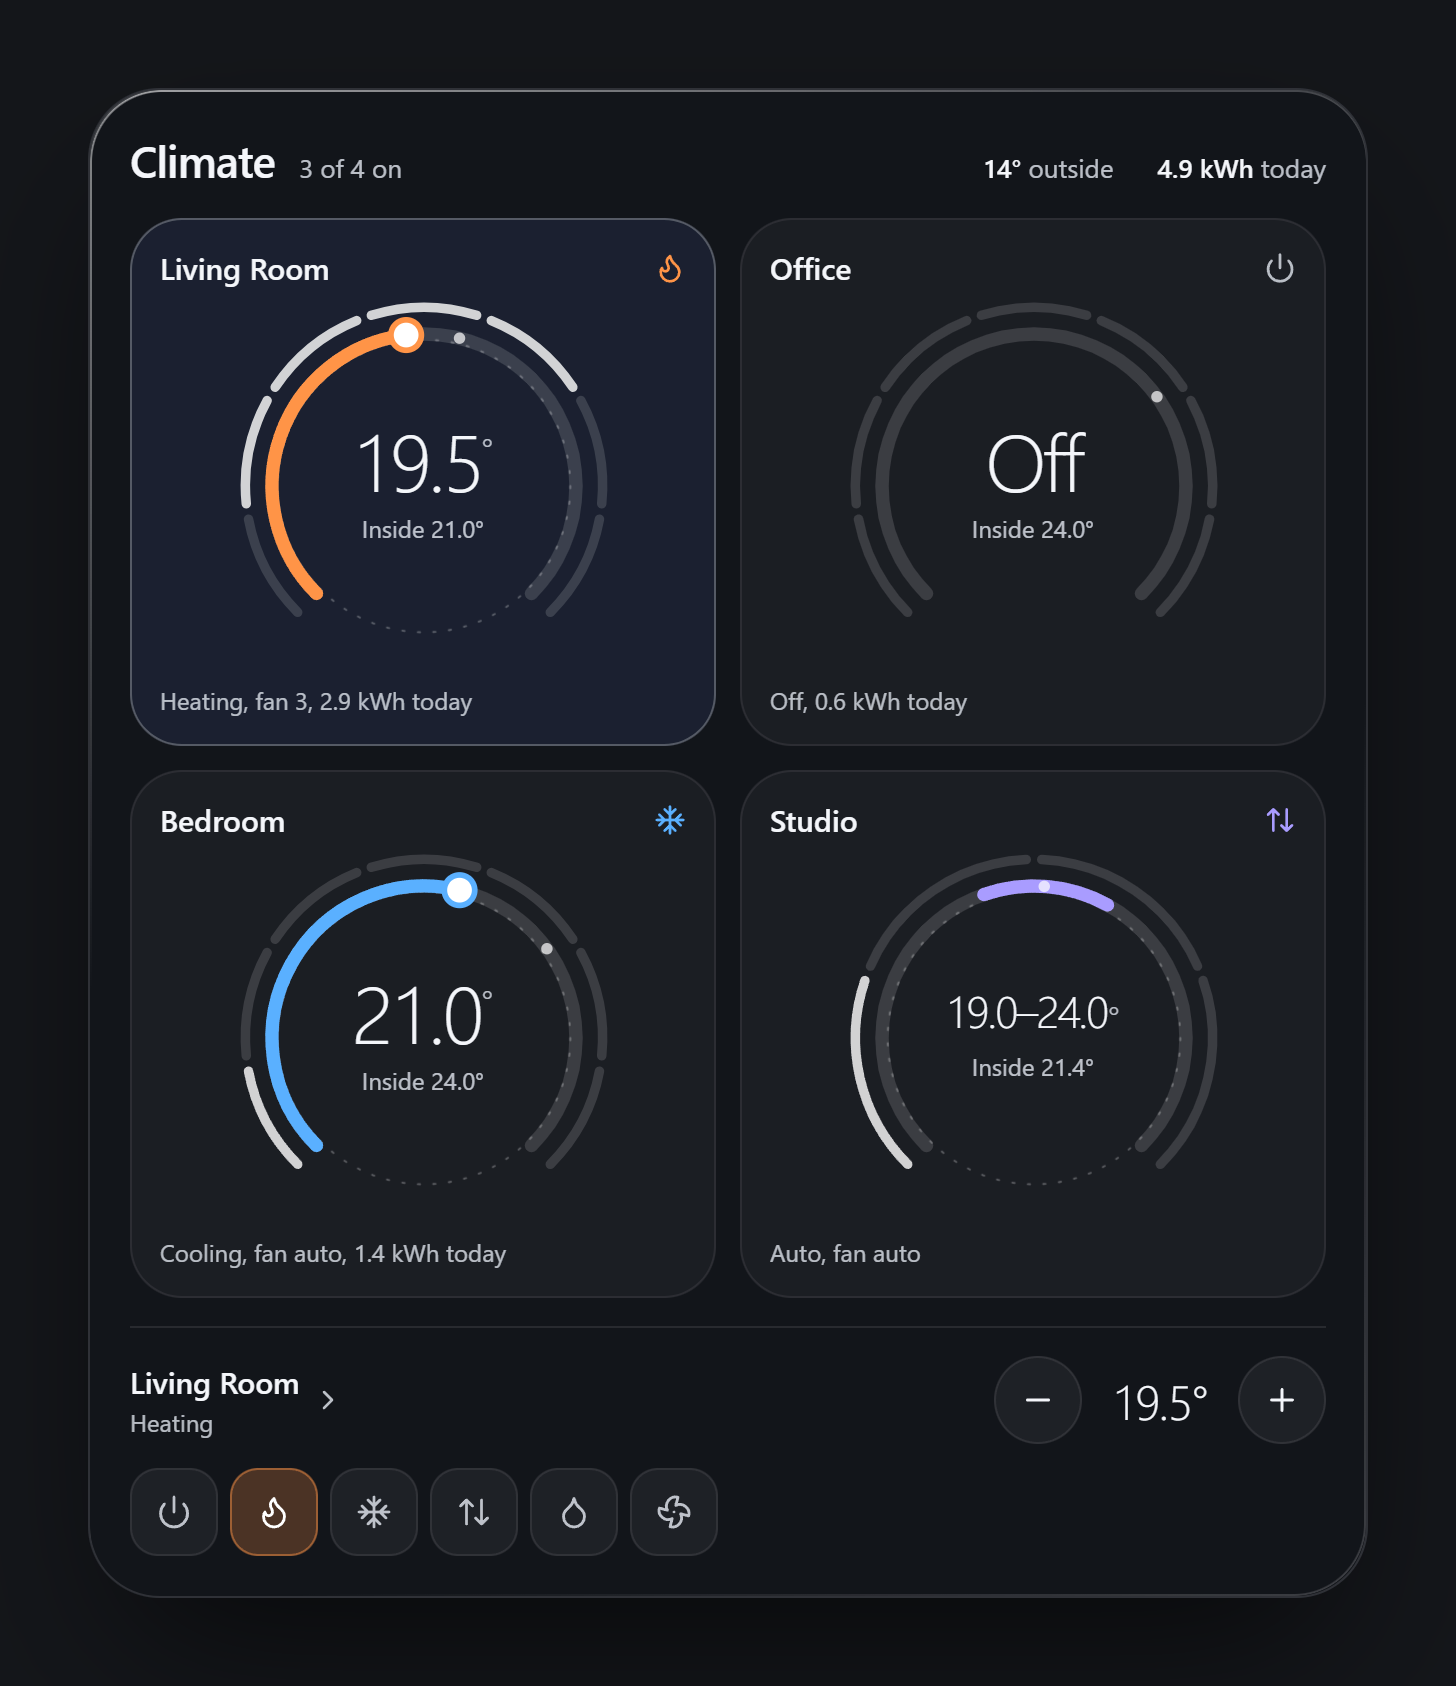 Climate 3 of 4 on
14° outside 4.9 kWh today
Living Room
19.5°
Inside 21.0°
Heating, fan 3, 2.9 kWh today
Office
Off
Inside 24.0°
Off, 0.6 kWh today
Bedroom
21.0°
Inside 24.0°
Cooling, fan auto, 1.4 kWh today
Studio
19.0–24.0°
Inside 21.4°
Auto, fan auto
Living Room
Heating
19.5°